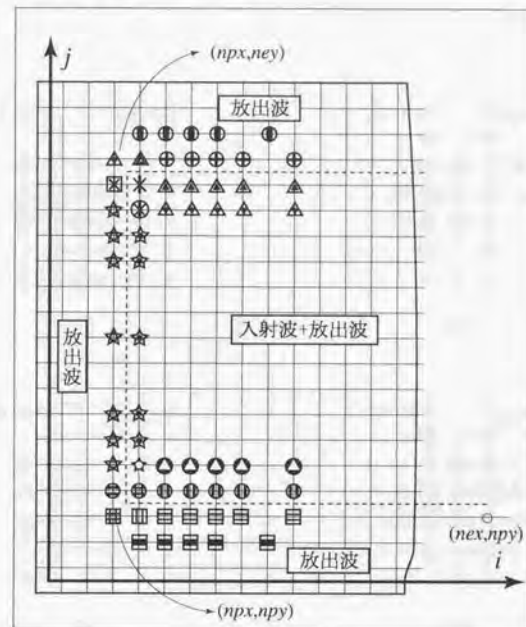 j
(npx,ney)
放出波
入射波+放出波
放出波
(nex,npy)
i
放出波
(npx,npy)